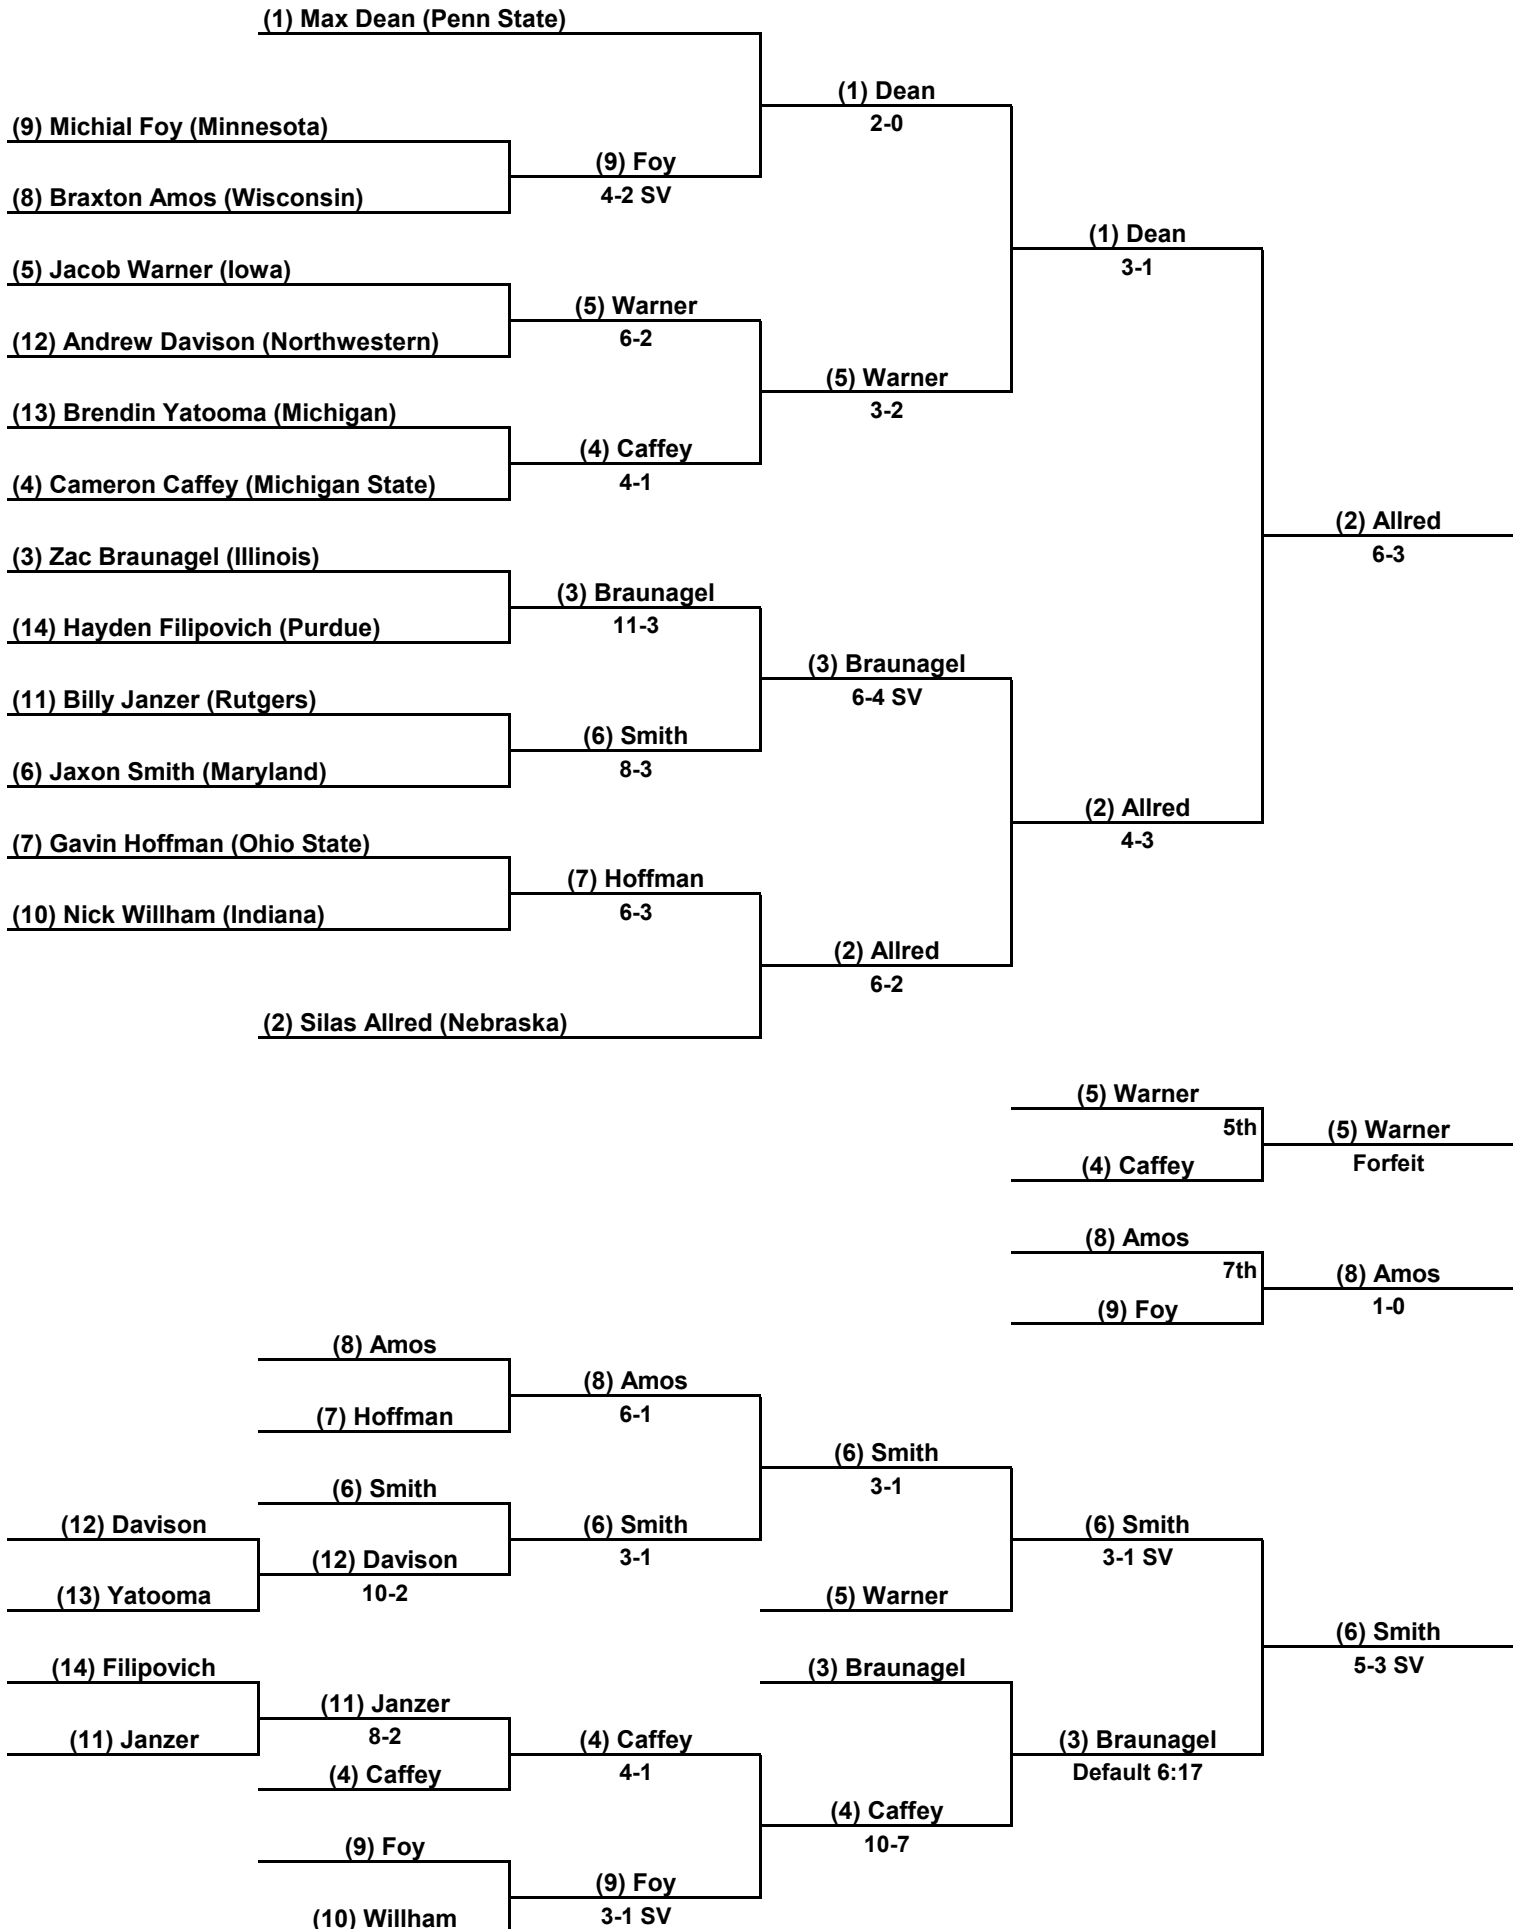 (1) Max Dean (Penn State)
(1) Dean
2-0
(9) Michial Foy (Minnesota)
(9) Foy
4-2 SV
(8) Braxton Amos (Wisconsin)
(1) Dean
3-1
(5) Jacob Warner (Iowa)
(5) Warner
6-2
(12) Andrew Davison (Northwestern)
(5) Warner
3-2
(13) Brendin Yatooma (Michigan)
(4) Caffey
4-1
(4) Cameron Caffey (Michigan State)
(2) Allred
6-3
(3) Zac Braunagel (Illinois)
(3) Braunagel
11-3
(14) Hayden Filipovich (Purdue)
(3) Braunagel
6-4 SV
(11) Billy Janzer (Rutgers)
(6) Smith
8-3
(6) Jaxon Smith (Maryland)
(2) Allred
4-3
(7) Gavin Hoffman (Ohio State)
(7) Hoffman
6-3
(10) Nick Willham (Indiana)
(2) Allred
6-2
(2) Silas Allred (Nebraska)
(5) Warner
5th
(5) Warner
Forfeit
(4) Caffey
(8) Amos
7th
(8) Amos
1-0
(9) Foy
(8) Amos
(8) Amos
6-1
(7) Hoffman
(6) Smith
3-1
(6) Smith
(12) Davison
(6) Smith
3-1
(6) Smith
3-1 SV
(12) Davison
10-2
(13) Yatooma
(5) Warner
(6) Smith
5-3 SV
(14) Filipovich
(3) Braunagel
(11) Janzer
8-2
(11) Janzer
(4) Caffey
4-1
(3) Braunagel
Default 6:17
(4) Caffey
(4) Caffey
10-7
(9) Foy
(9) Foy
3-1 SV
(10) Willham